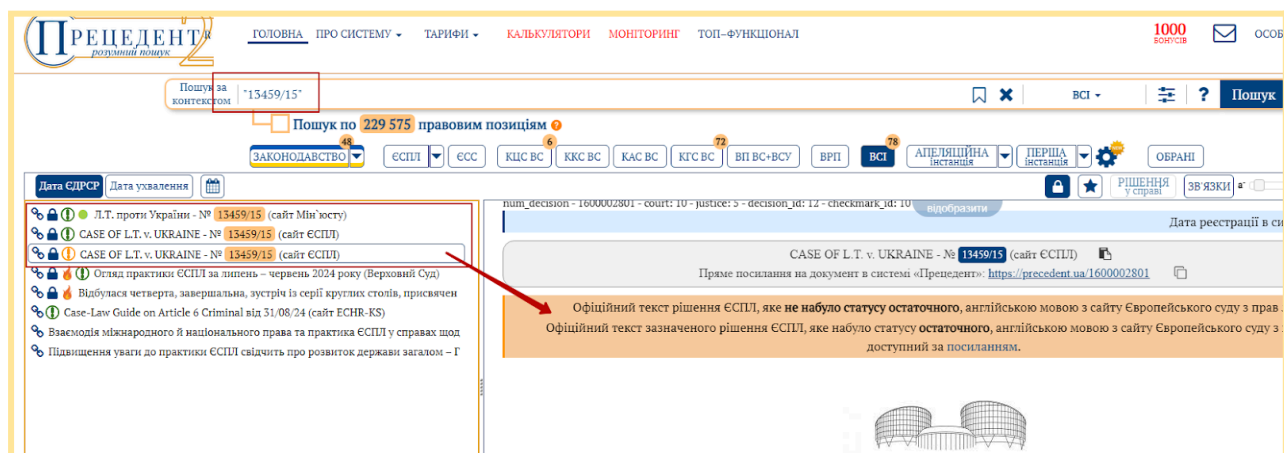 ПРЕЦЕДЕНТ 2
розумний пошук
ГОЛОВНА ПРО СИСТЕМУ ТАРИФИ КАЛЬКУЛЯТОРИ МОНІТОРИНГ ТОП-ФУНКЦІОНАЛ
1000
БОНУСІВ
ОСОБ
Пошук за
контекстом
"13459/15"
ВСІ
?
Пошук
Пошук по 229 575 правовим позиціям ?
48 6 72 78
ЗАКОНОДАВСТВО ЄСПЛ ЄСС КЦС ВС ККС ВС КАС ВС КГС ВС ВП ВС+ВСУ ВРП ВСІ АПЕЛЯЦІЙНА інстанція ПЕРША інстанція ОБРАНІ
Дата ЄДРСР Дата ухвалення
РІШЕННЯ
у справі
ЗВ'ЯЗКИ
Л.Т. проти України - № 13459/15 (сайт Мін`юсту)
CASE OF L.T. v. UKRAINE - № 13459/15 (сайт ЄСПЛ)
CASE OF L.T. v. UKRAINE - № 13459/15 (сайт ЄСПЛ)
Огляд практики ЄСПЛ за липень – червень 2024 року (Верховний Суд)
Відбулася четверта, завершальна, зустріч із серії круглих столів, присвячен
Case-Law Guide on Article 6 Criminal від 31/08/24 (сайт ECHR-KS)
Взаємодія міжнародного й національного права та практика ЄСПЛ у справах щод
Підвищення уваги до практики ЄСПЛ свідчить про розвиток держави загалом – Г
num_decision - 1600002801 - court: 10 - justice: 5 - decision_id: 12 - checkmark_id: 10
відобразити
Дата реєстрації в си
CASE OF L.T. v. UKRAINE - № 13459/15 (сайт ЄСПЛ)
Пряме посилання на документ в системі «Прецедент»: https://precedent.ua/1600002801
Офіційний текст рішення ЄСПЛ, яке не набуло статусу остаточного, англійською мовою з сайту Європейського суду з прав
Офіційний текст зазначеного рішення ЄСПЛ, яке набуло статусу остаточного, англійською мовою з сайту Європейського суду з
доступний за посиланням.